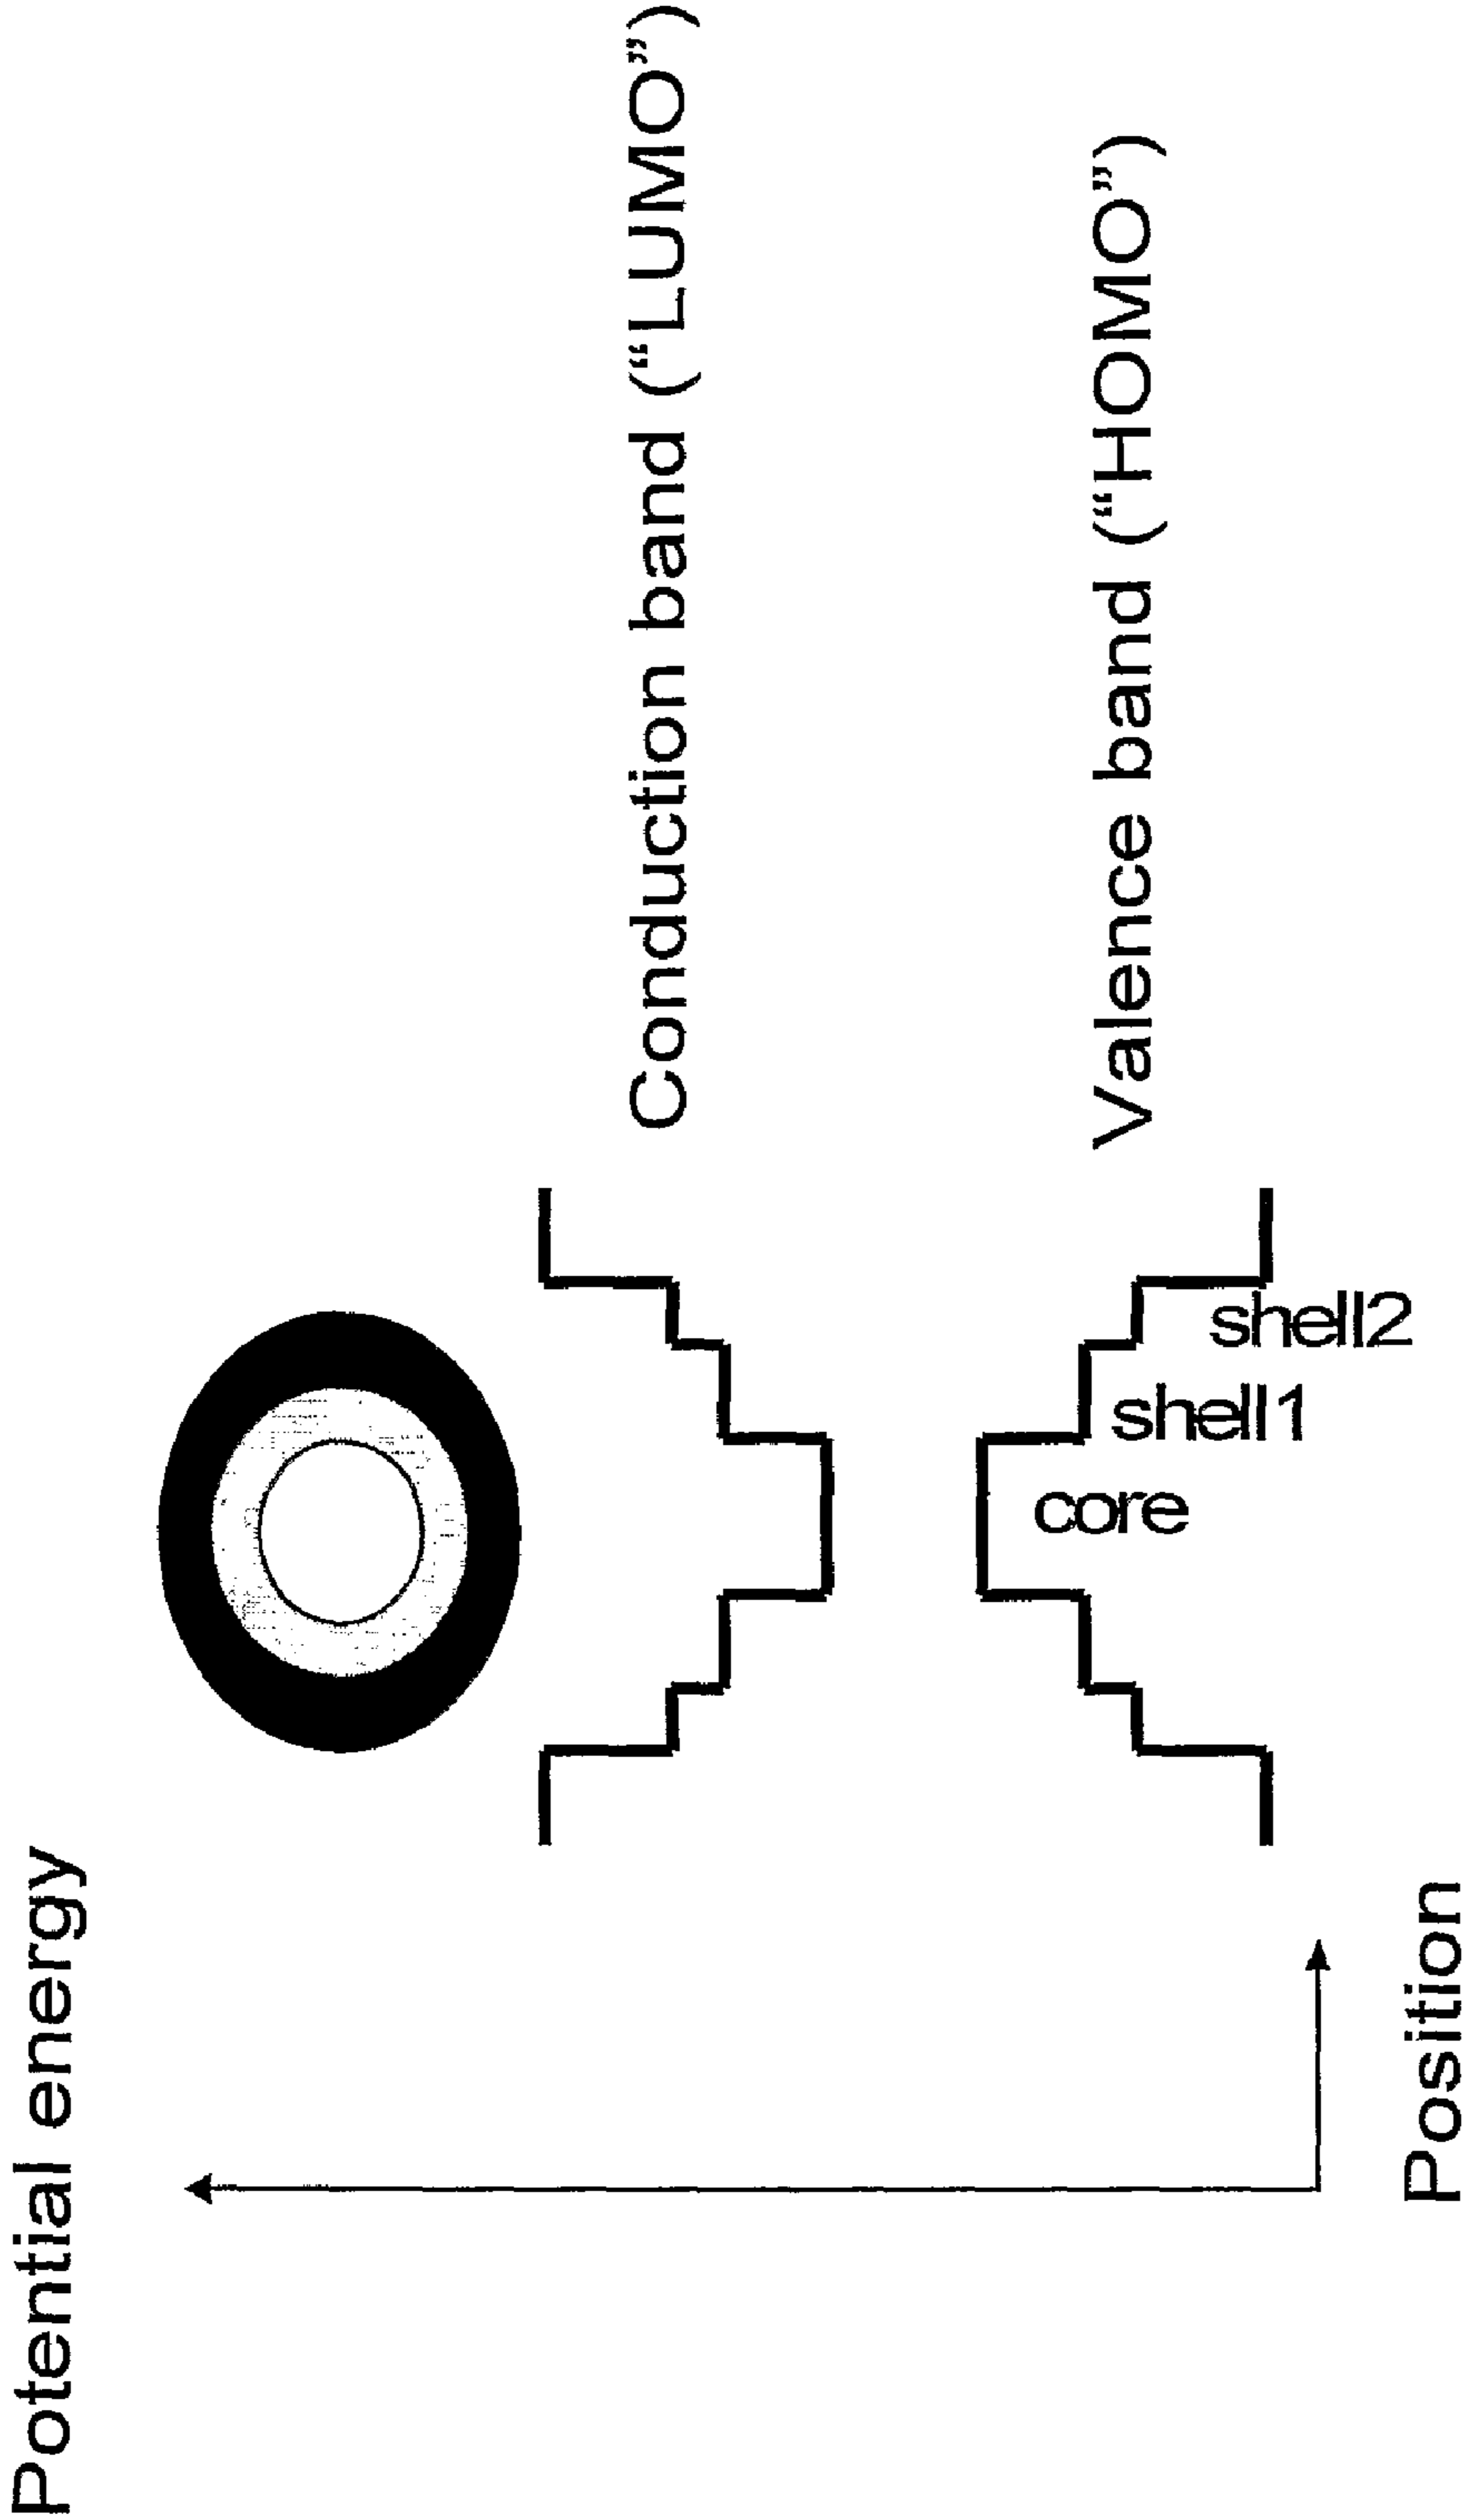 Potential energy
Conduction band (“LUMO”)
Valence band (“HOMO”)
core
shell1
shell2
Position